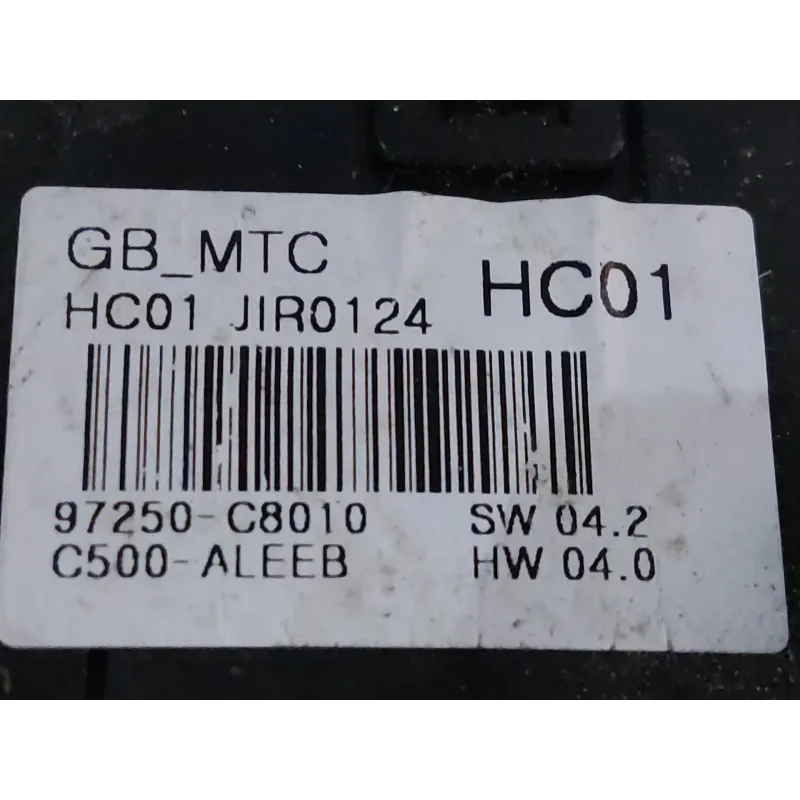 GB_MTC
HC01 JIR0124
HC01
97250-C8010
SW 04.2
C500-ALEEB
HW 04.0